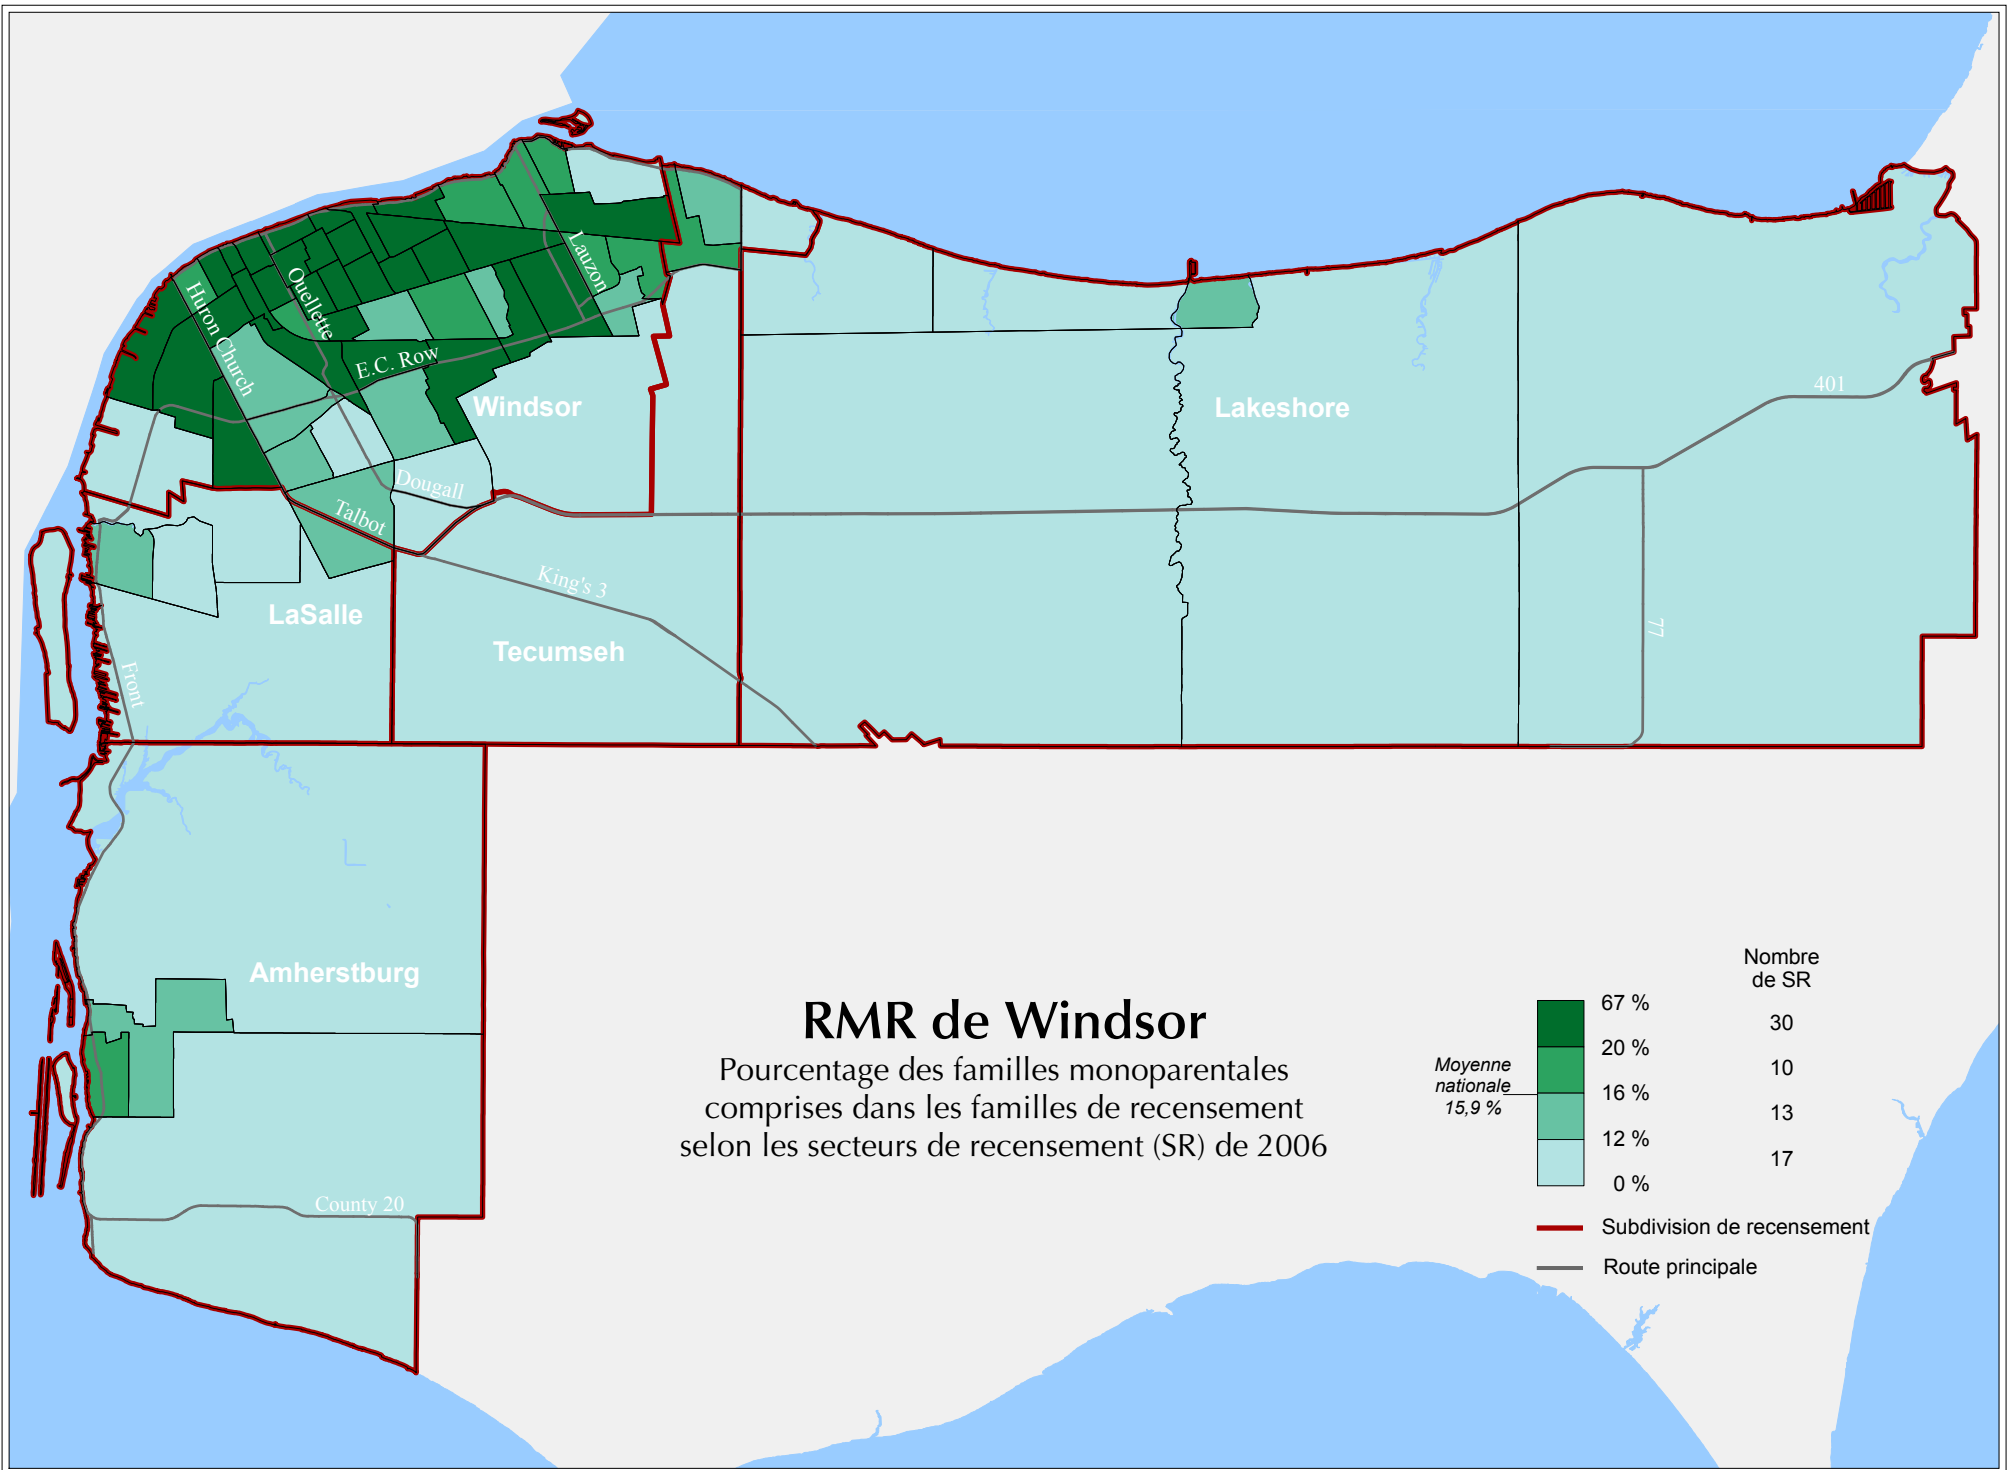 Huron Church
Ouellette
Lauzon
E.C. Row
Windsor
Dougall
Talbot
King's 3
LaSalle
Tecumseh
Front
Lakeshore
401
77
Amherstburg
County 20
RMR de Windsor
Pourcentage des familles monoparentales
comprises dans les familles de recensement
selon les secteurs de recensement (SR) de 2006
Moyenne
nationale
15,9 %
Nombre
de SR
67 %
30
20 %
10
16 %
13
12 %
17
0 %
Subdivision de recensement
Route principale